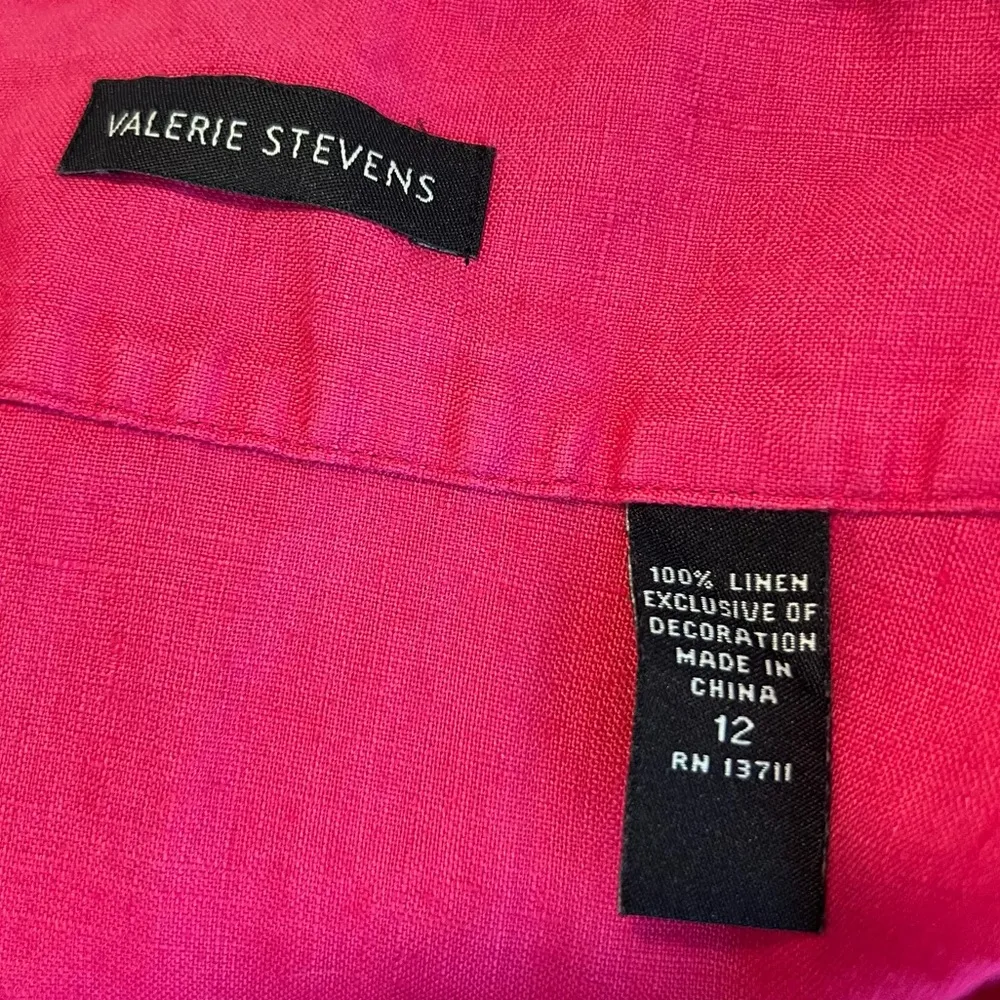 VALERIE STEVENS
100% LINEN
EXCLUSIVE OF
DECORATION
MADE IN
CHINA
12
RN 13711